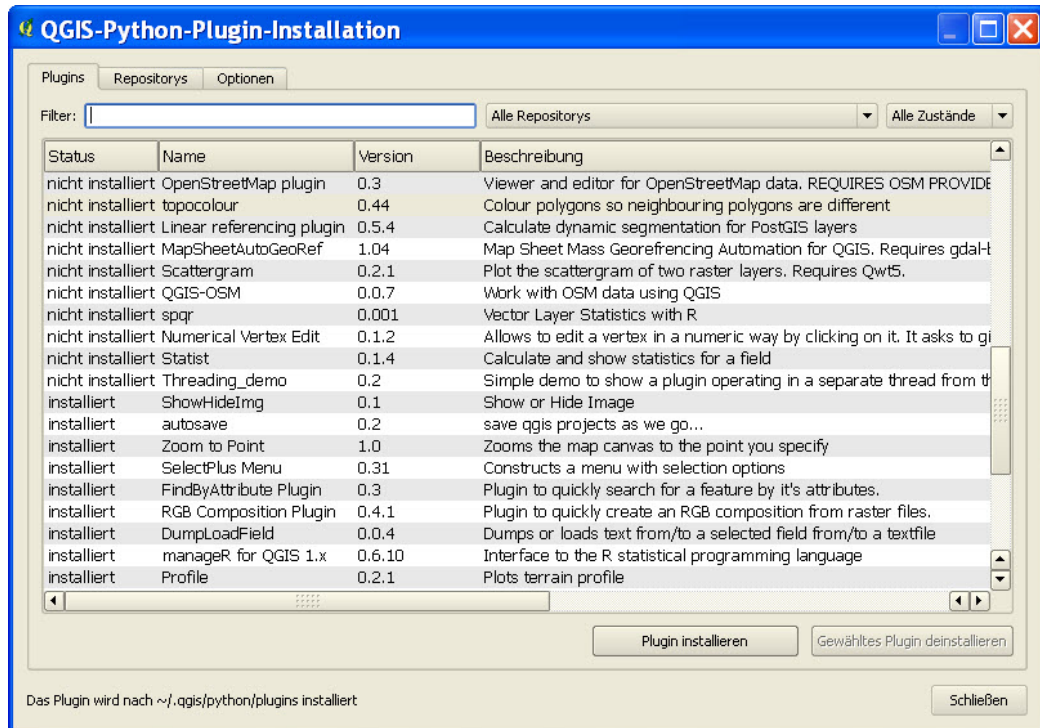 QGIS-Python-Plugin-Installation
Plugins Repositorys Optionen
Filter: Alle Repositorys Alle Zustände
Status Name Version Beschreibung
nicht installiert OpenStreetMap plugin 0.3 Viewer and editor for OpenStreetMap data. REQUIRES OSM PROVIDE
nicht installiert topocolour 0.44 Colour polygons so neighbouring polygons are different
nicht installiert Linear referencing plugin 0.5.4 Calculate dynamic segmentation for PostGIS layers
nicht installiert MapSheetAutoGeoRef 1.04 Map Sheet Mass Georefrencing Automation for QGIS. Requires gdal-b
nicht installiert Scattergram 0.2.1 Plot the scattergram of two raster layers. Requires Qwt5.
nicht installiert QGIS-OSM 0.0.7 Work with OSM data using QGIS
nicht installiert spqr 0.001 Vector Layer Statistics with R
nicht installiert Numerical Vertex Edit 0.1.2 Allows to edit a vertex in a numeric way by clicking on it. It asks to gi
nicht installiert Statist 0.1.4 Calculate and show statistics for a field
nicht installiert Threading_demo 0.2 Simple demo to show a plugin operating in a separate thread from th
installiert ShowHideImg 0.1 Show or Hide Image
installiert autosave 0.2 save qgis projects as we go...
installiert Zoom to Point 1.0 Zooms the map canvas to the point you specify
installiert SelectPlus Menu 0.31 Constructs a menu with selection options
installiert FindByAttribute Plugin 0.3 Plugin to quickly search for a feature by it's attributes.
installiert RGB Composition Plugin 0.4.1 Plugin to quickly create an RGB composition from raster files.
installiert DumpLoadField 0.0.4 Dumps or loads text from/to a selected field from/to a textfile
installiert manageR for QGIS 1.x 0.6.10 Interface to the R statistical programming language
installiert Profile 0.2.1 Plots terrain profile
Plugin installieren Gewähltes Plugin deinstallieren
Das Plugin wird nach ~/.qgis/python/plugins installiert Schließen